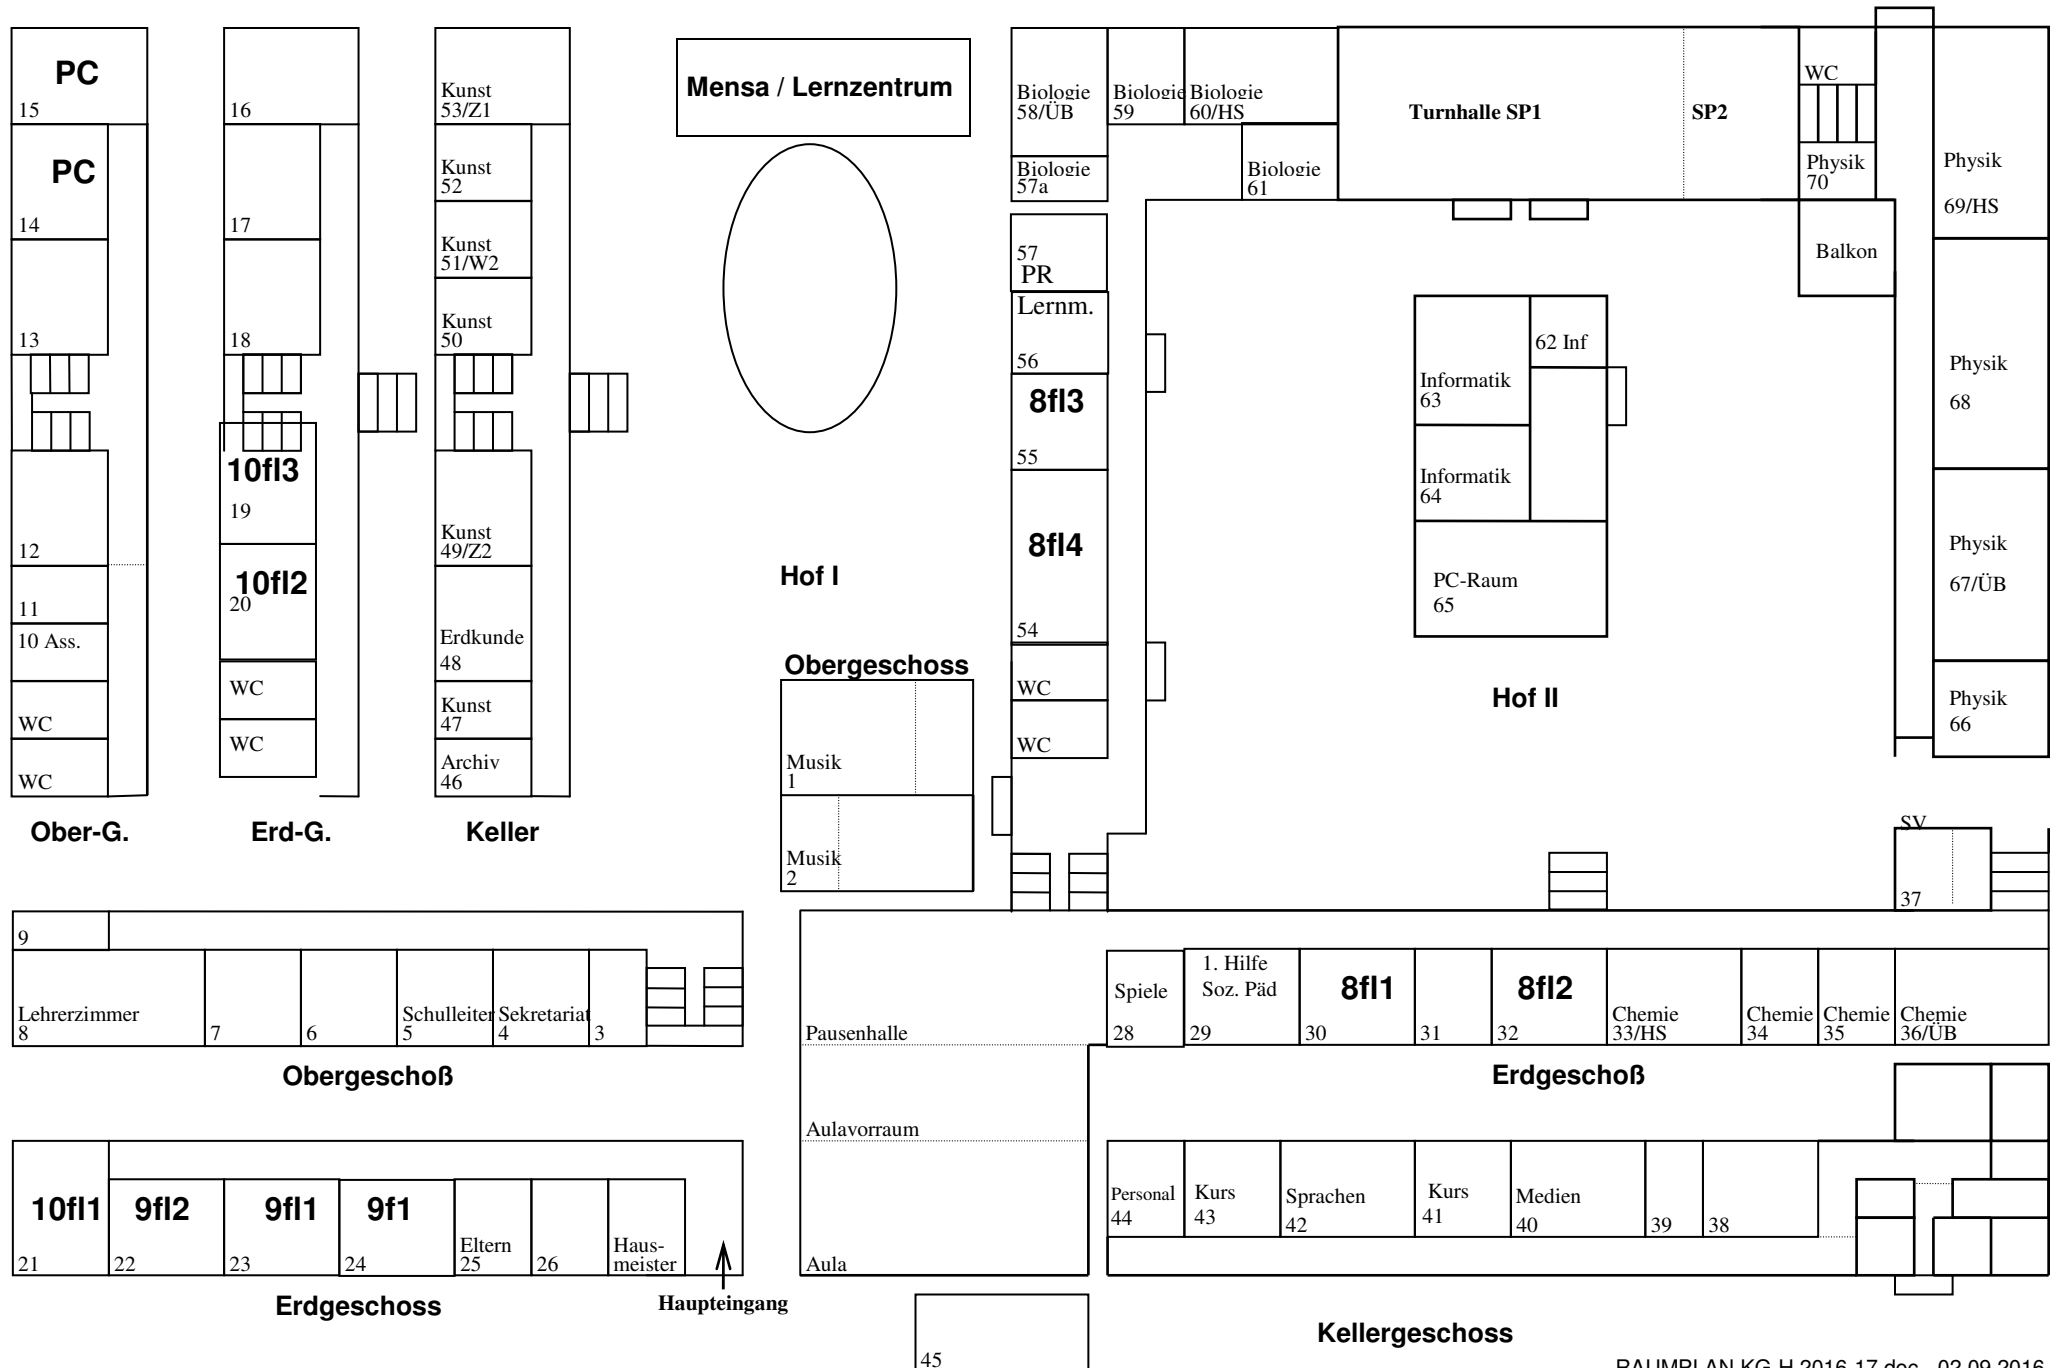 PC
15
PC
14
13
12
11
10 Ass.
WC
WC
Ober-G.
16
17
18
10fl3
19
10fl2
20
WC
WC
Erd-G.
Kunst
53/Z1
Kunst
52
Kunst
51/W2
Kunst
50
Kunst
49/Z2
Erdkunde
48
Kunst
47
Archiv
46
Keller
Mensa / Lernzentrum
Hof I
Obergeschoss
Musik
1
Musik
2
Biologie
58/ÜB
Biologie
59
Biologie
60/HS
Biologie
57a
Biologie
61
57
PR
Lernm.
56
8fl3
55
8fl4
54
WC
WC
Turnhalle SP1
SP2
WC
Physik
70
Balkon
Physik
69/HS
Physik
68
Physik
67/ÜB
Physik
66
62 Inf
Informatik
63
Informatik
64
PC-Raum
65
Hof II
SV
37
9
Lehrerzimmer
8
7
6
Schulleiter
5
Sekretariat
4
3
Obergeschoß
Pausenhalle
Aulavorraum
Aula
Spiele
28
1. Hilfe
Soz. Päd
29
8fl1
30
31
8fl2
32
Chemie
33/HS
Chemie
34
Chemie
35
Chemie
36/ÜB
Erdgeschoß
10fl1
21
9fl2
22
9fl1
23
9f1
24
Eltern
25
26
Haus-
meister
Haupteingang
Erdgeschoss
45
Personal
44
Kurs
43
Sprachen
42
Kurs
41
Medien
40
39
38
Kellergeschoss
RAUMPLAN KG-H 2016-17.doc - 02.09.2016